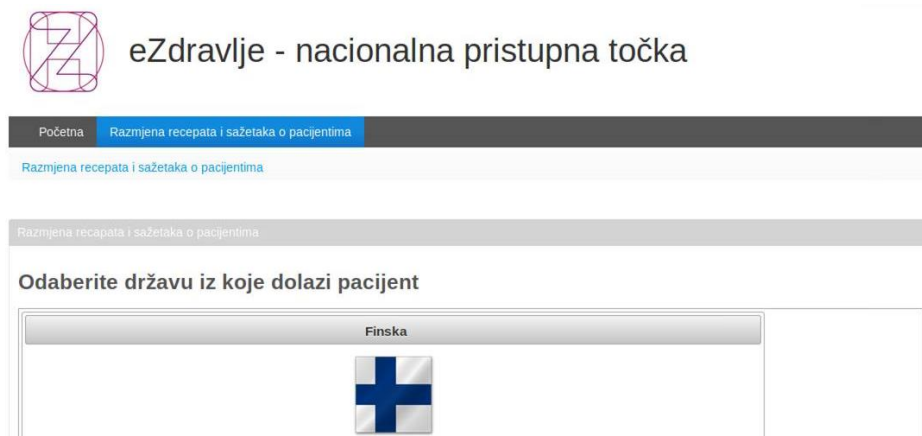 eZdravlje - nacionalna pristupna točka
Početna Razmjena recepata i sažetaka o pacijentima
Razmjena recepata i sažetaka o pacijentima
Razmjena recapata i sažetaka o pacijentima
Odaberite državu iz koje dolazi pacijent
Finska